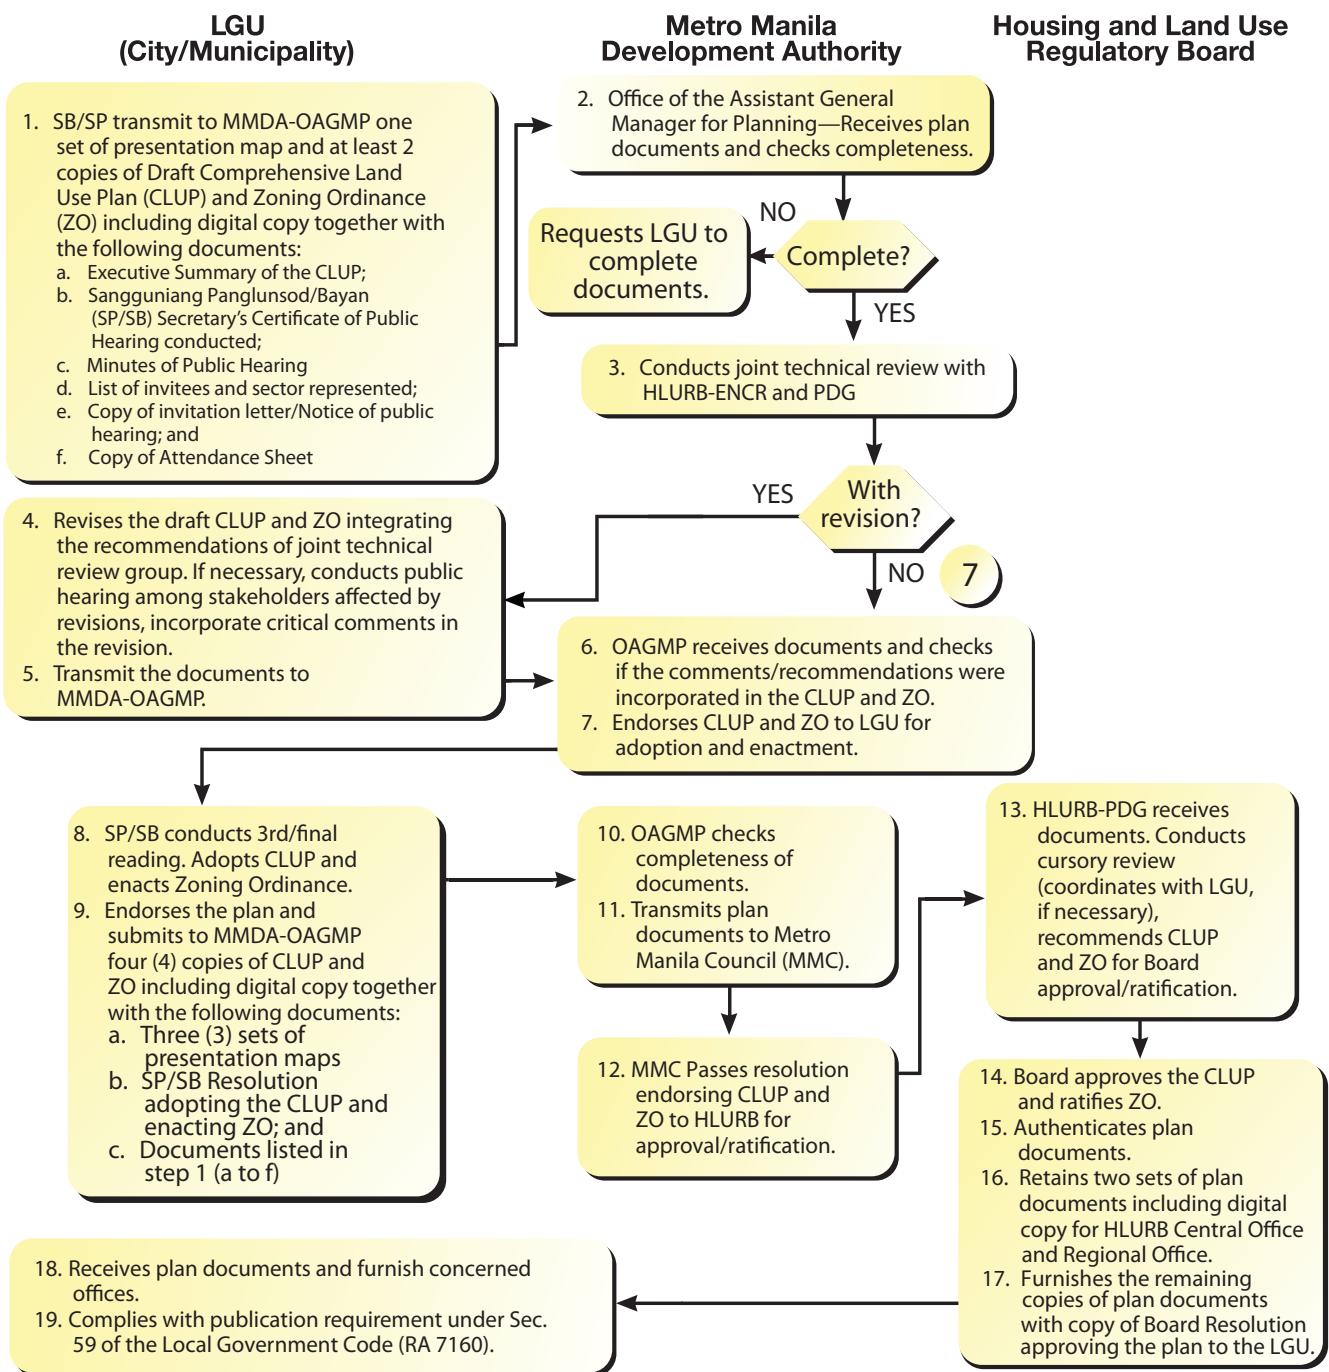 LGU
(City/Municipality)
Metro Manila
Development Authority
Housing and Land Use
Regulatory Board
1. SB/SP transmit to MMDA-OAGMP one
set of presentation map and at least 2
copies of Draft Comprehensive Land
Use Plan (CLUP) and Zoning Ordinance
(ZO) including digital copy together with
the following documents:
a. Executive Summary of the CLUP;
b. Sangguniang Panglunsod/Bayan
(SP/SB) Secretary's Certificate of Public
Hearing conducted;
c. Minutes of Public Hearing
d. List of invitees and sector represented;
e. Copy of invitation letter/Notice of public
hearing; and
f. Copy of Attendance Sheet
2. Office of the Assistant General
Manager for Planning—Receives plan
documents and checks completeness.
NO
Complete?
Requests LGU to
complete
documents.
YES
3. Conducts joint technical review with
HLURB-ENCR and PDG
With
revision?
YES
NO
7
4. Revises the draft CLUP and ZO integrating
the recommendations of joint technical
review group. If necessary, conducts public
hearing among stakeholders affected by
revisions, incorporate critical comments in
the revision.
5. Transmit the documents to
MMDA-OAGMP.
6. OAGMP receives documents and checks
if the comments/recommendations were
incorporated in the CLUP and ZO.
7. Endorses CLUP and ZO to LGU for
adoption and enactment.
8. SP/SB conducts 3rd/final
reading. Adopts CLUP and
enacts Zoning Ordinance.
9. Endorses the plan and
submits to MMDA-OAGMP
four (4) copies of CLUP and
ZO including digital copy together
with the following documents:
a. Three (3) sets of
presentation maps
b. SP/SB Resolution
adopting the CLUP and
enacting ZO; and
c. Documents listed in
step 1 (a to f)
10. OAGMP checks
completeness of
documents.
11. Transmits plan
documents to Metro
Manila Council (MMC).
12. MMC Passes resolution
endorsing CLUP and
ZO to HLURB for
approval/ratification.
13. HLURB-PDG receives
documents. Conducts
cursory review
(coordinates with LGU,
if necessary),
recommends CLUP
and ZO for Board
approval/ratification.
14. Board approves the CLUP
and ratifies ZO.
15. Authenticates plan
documents.
16. Retains two sets of plan
documents including digital
copy for HLURB Central Office
and Regional Office.
17. Furnishes the remaining
copies of plan documents
with copy of Board Resolution
approving the plan to the LGU.
18. Receives plan documents and furnish concerned
offices.
19. Complies with publication requirement under Sec.
59 of the Local Government Code (RA 7160).